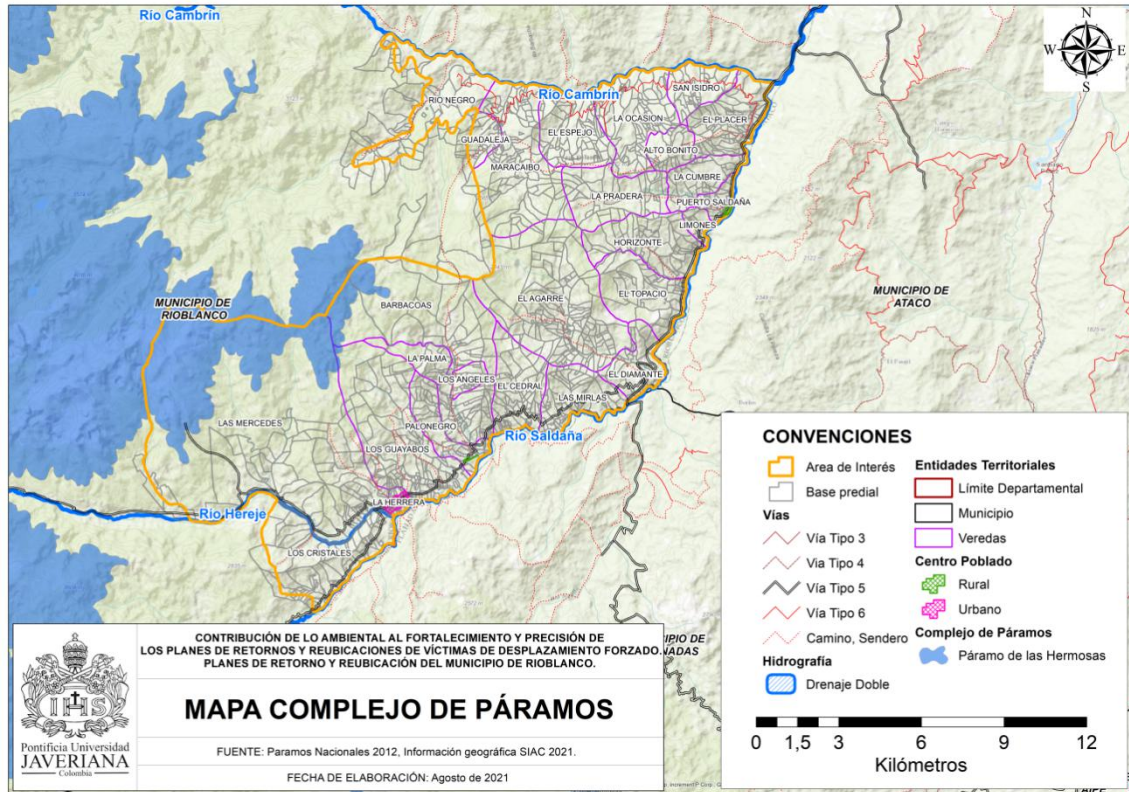 Rio Cambrín
N
W E
S
Rio Cambrín
SAN ISIDRO
RIO NEGRO
LA OCASION
EL PLACER
EL ESPEJO
GUADALEJA
ALTO BONITO
MARACAIBO
LA CUMBRE
LA PRADERA
PUERTO SALDAÑA
LIMONES
HORIZONTE
MUNICIPIO DE
ATACO
EL TOPACIO
EL AGARRE
BARBACOAS
MUNICIPIO DE
RIOBLANCO
LA PALMA
LOS ANGELES
EL DIAMANTE
EL CEDRAL
LAS MIRLAS
LAS MERCEDES
PALONEGRO
Rio Saldaña
LOS GUAYABOS
LA HERRERA
Rio Hereje
LOS CRISTALES
CONVENCIONES
Area de Interés
Base predial
Vías
Vía Tipo 3
Via Tipo 4
Vía Tipo 5
Vía Tipo 6
Camino, Sendero
Hidrografía
Drenaje Doble
Entidades Territoriales
Límite Departamental
Municipio
Veredas
Centro Poblado
Rural
Urbano
Complejo de Páramos
Páramo de las Hermosas
0 1,5 3 6 9 12
Kilómetros
CONTRIBUCIÓN DE LO AMBIENTAL AL FORTALECIMIENTO Y PRECISIÓN DE
LOS PLANES DE RETORNOS Y REUBICACIONES DE VÍCTIMAS DE DESPLAZAMIENTO FORZADO.
PLANES DE RETORNO Y REUBICACIÓN DEL MUNICIPIO DE RIOBLANCO.
MAPA COMPLEJO DE PÁRAMOS
FUENTE: Paramos Nacionales 2012, Información geográfica SIAC 2021.
FECHA DE ELABORACIÓN: Agosto de 2021
IHS
Pontificia Universidad
JAVERIANA
Colombia